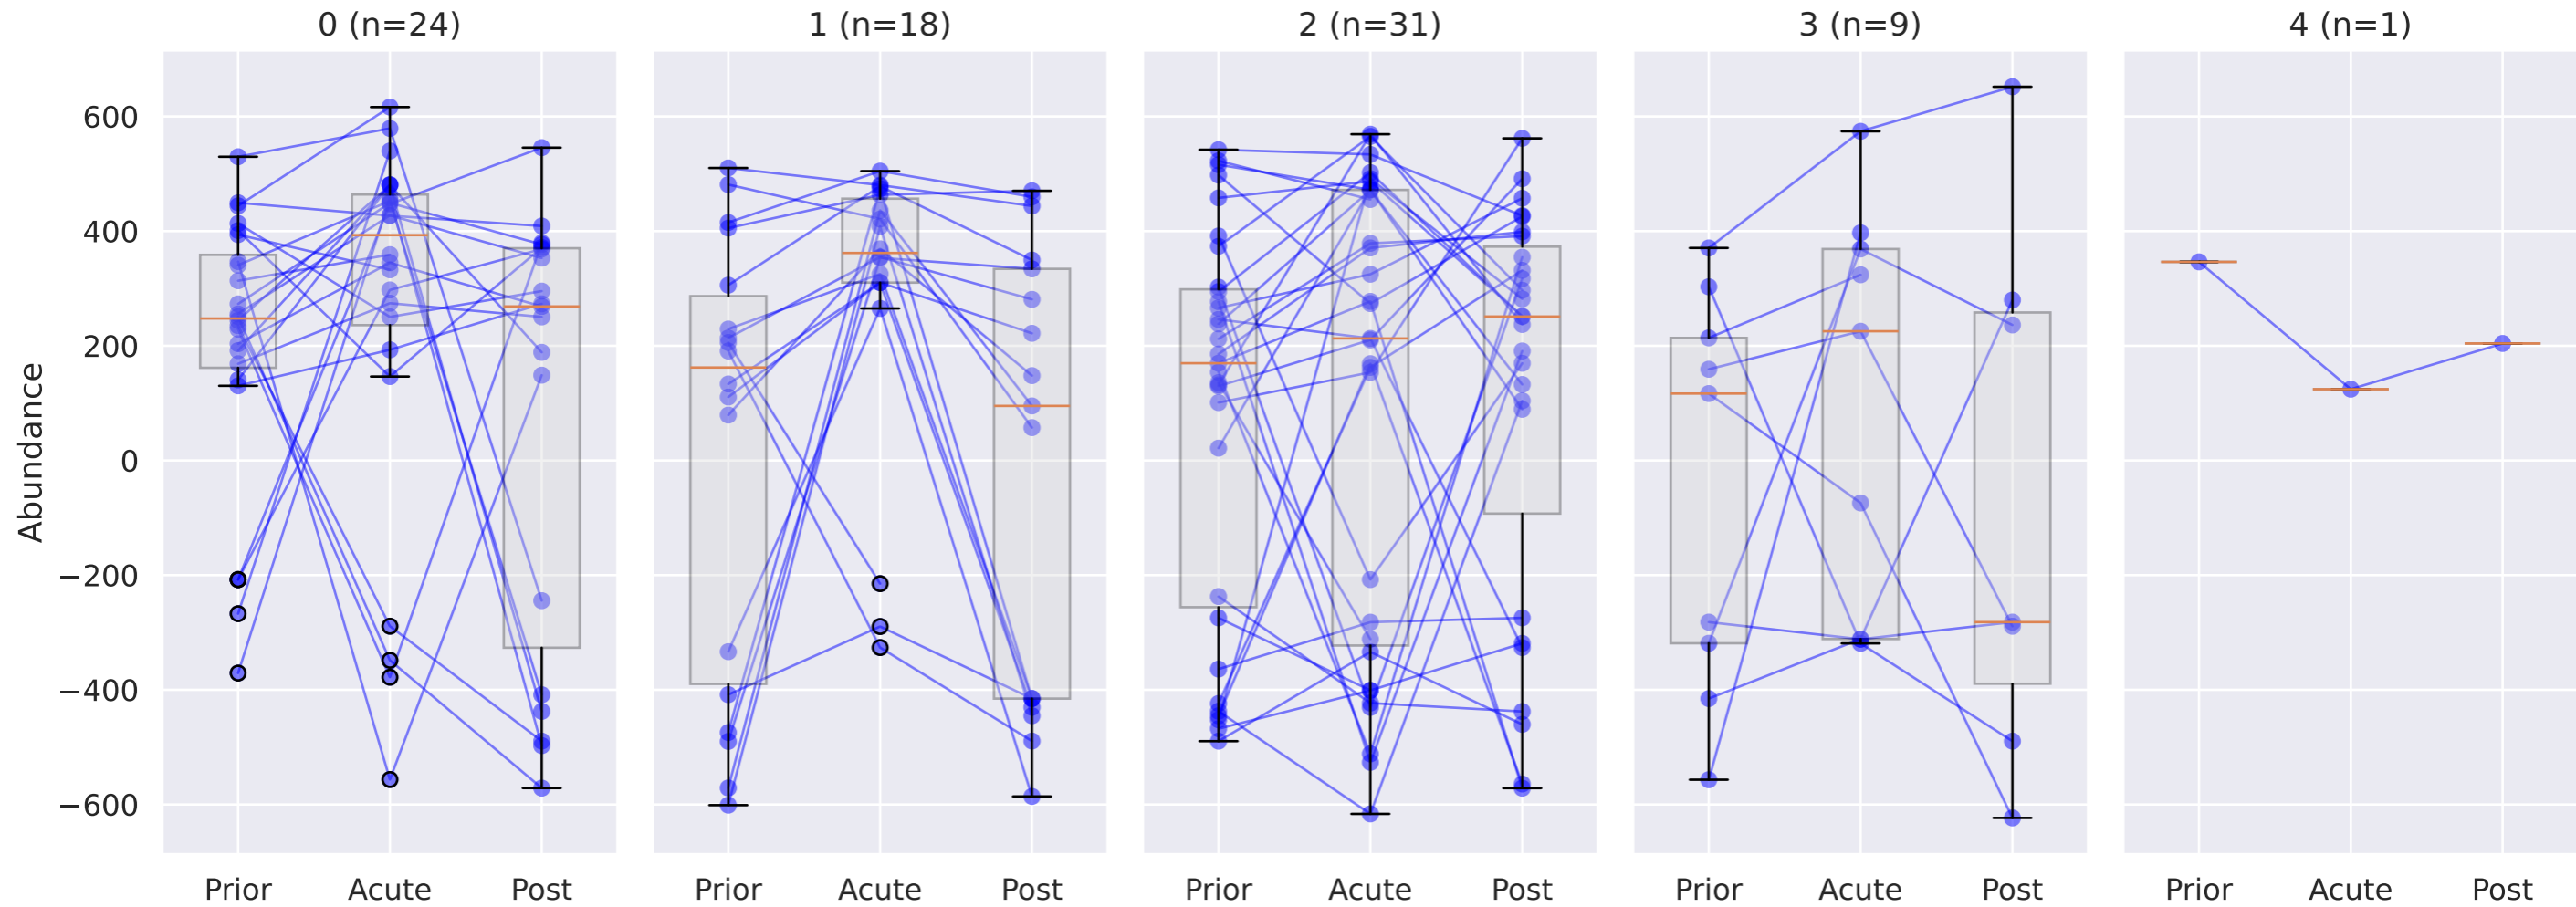 0 (n=24)
1 (n=18)
2 (n=31)
3 (n=9)
4 (n=1)
Abundance
600
400
200
0
−200
−400
−600
Prior Acute Post
Prior Acute Post
Prior Acute Post
Prior Acute Post
Prior Acute Post